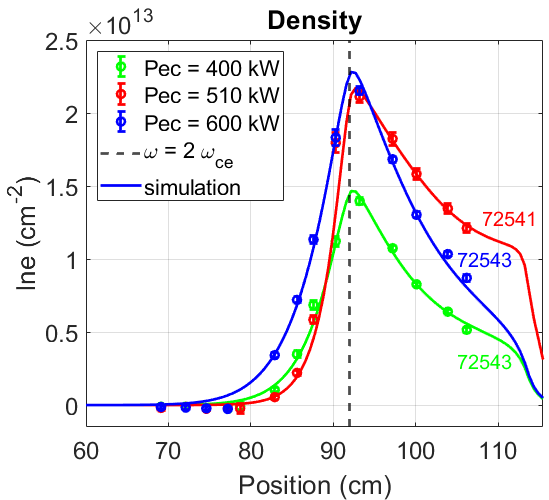 Density
×10^13
2.5
2
1.5
1
0.5
0
lne (cm^-2)
Pec = 400 kW
Pec = 510 kW
Pec = 600 kW
ω = 2 ω_ce
simulation
72541
72543
72543
60 70 80 90 100 110
Position (cm)